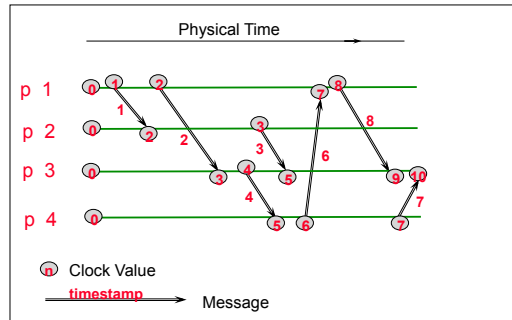 Physical Time
p 1 0 1 2 7 8
1 2 3 6 8
p 2 0 2 3
p 3 0 3 4 5 9 10
4 7
p 4 0 5 6 7
n Clock Value
timestamp Message